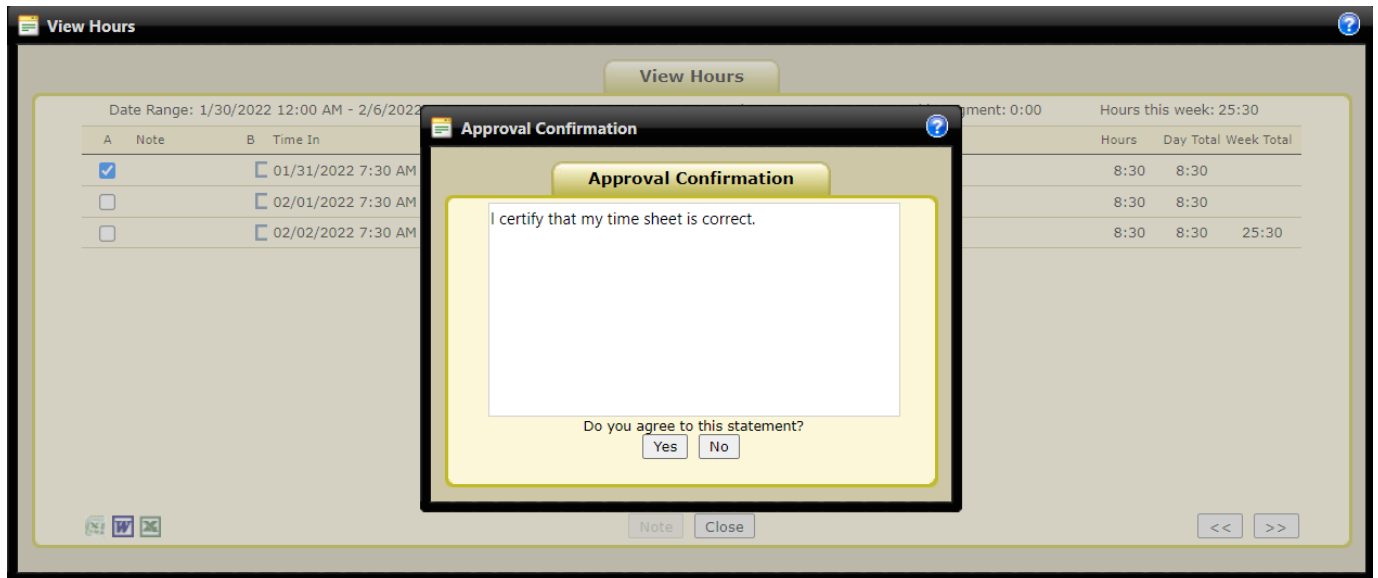 View Hours
View Hours
Date Range: 1/30/2022 12:00 AM - 2/6/2022 0:00 Hours this week: 25:30
A Note B Time In Hours Day Total Week Total
01/31/2022 7:30 AM 8:30 8:30
02/01/2022 7:30 AM 8:30 8:30
02/02/2022 7:30 AM 8:30 8:30 25:30
Approval Confirmation
Approval Confirmation
I certify that my time sheet is correct.
Do you agree to this statement?
Yes No
Note Close << >>